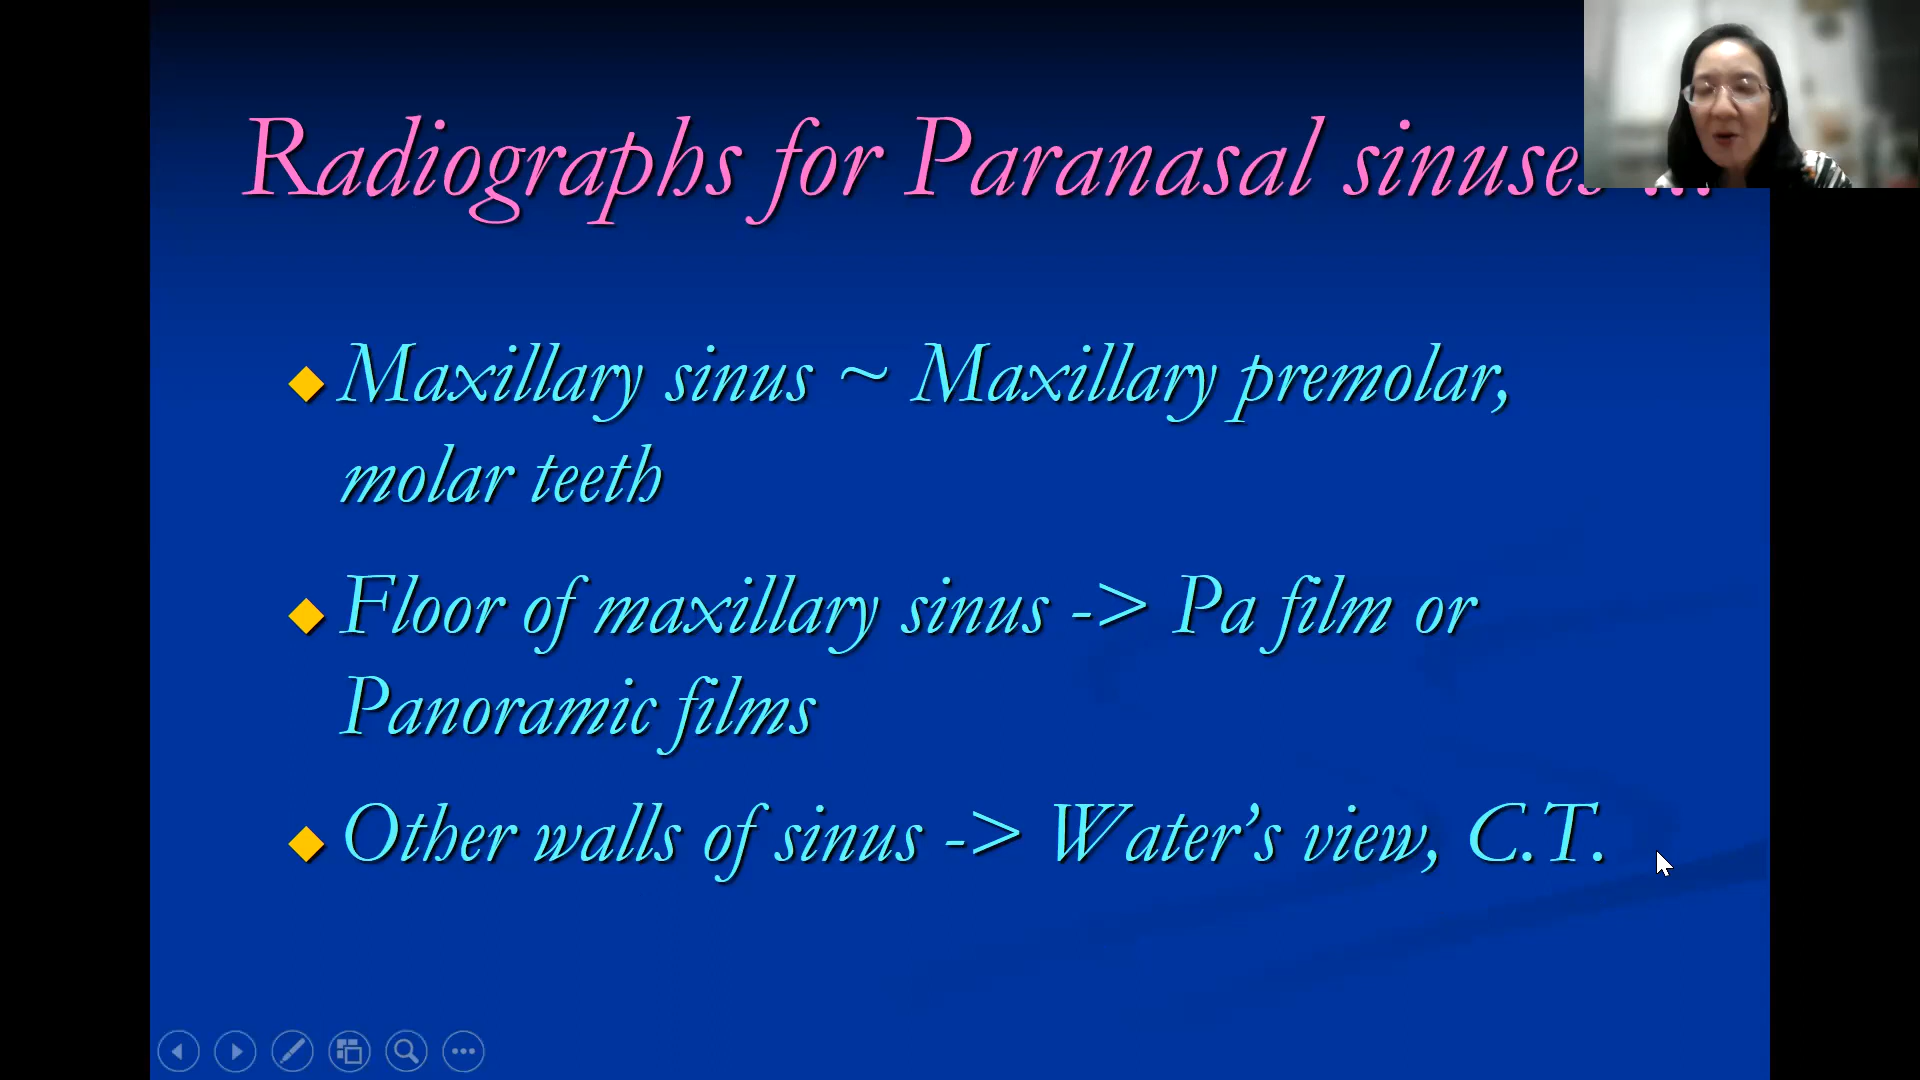 Radiographs for Paranasal sinuses ...
Maxillary sinus ~ Maxillary premolar,
molar teeth
Floor of maxillary sinus -> Pa film or
Panoramic films
Other walls of sinus -> Water’s view, C.T.